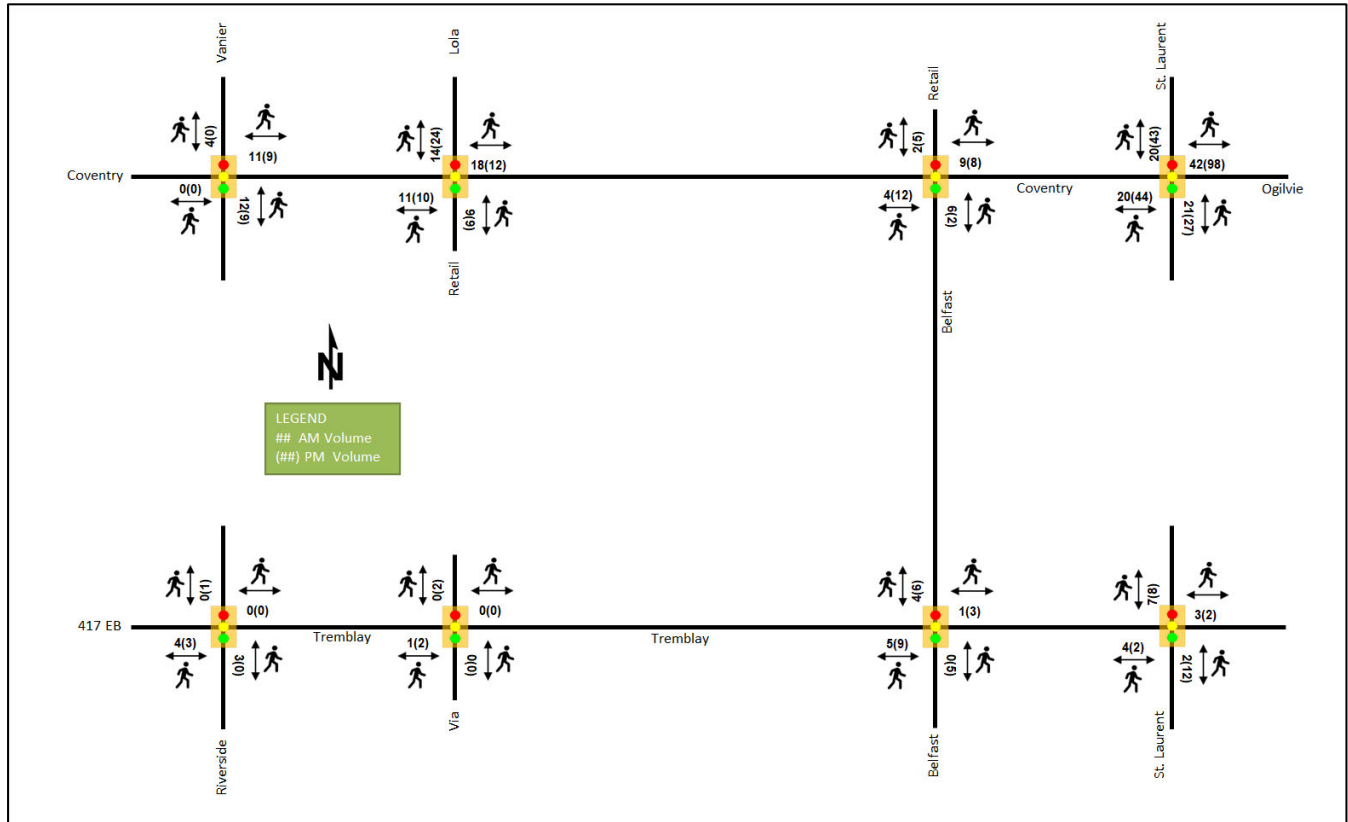 Vanier
Lola
Retail
St. Laurent
4(0)
11(9)
14(24)
18(12)
2(5)
9(8)
20(43)
42(98)
Coventry
Coventry
Ogilvie
0(0)
12(9)
11(10)
4(12)
20(44)
21(27)
Retail
Belfast
N
LEGEND
## AM Volume
(##) PM Volume
0(1)
0(0)
0(2)
0(0)
4(6)
1(3)
7(8)
3(2)
417 EB
Tremblay
Tremblay
4(3)
3(0)
1(2)
0(0)
5(9)
0(5)
4(2)
2(12)
Riverside
Via
Belfast
St. Laurent